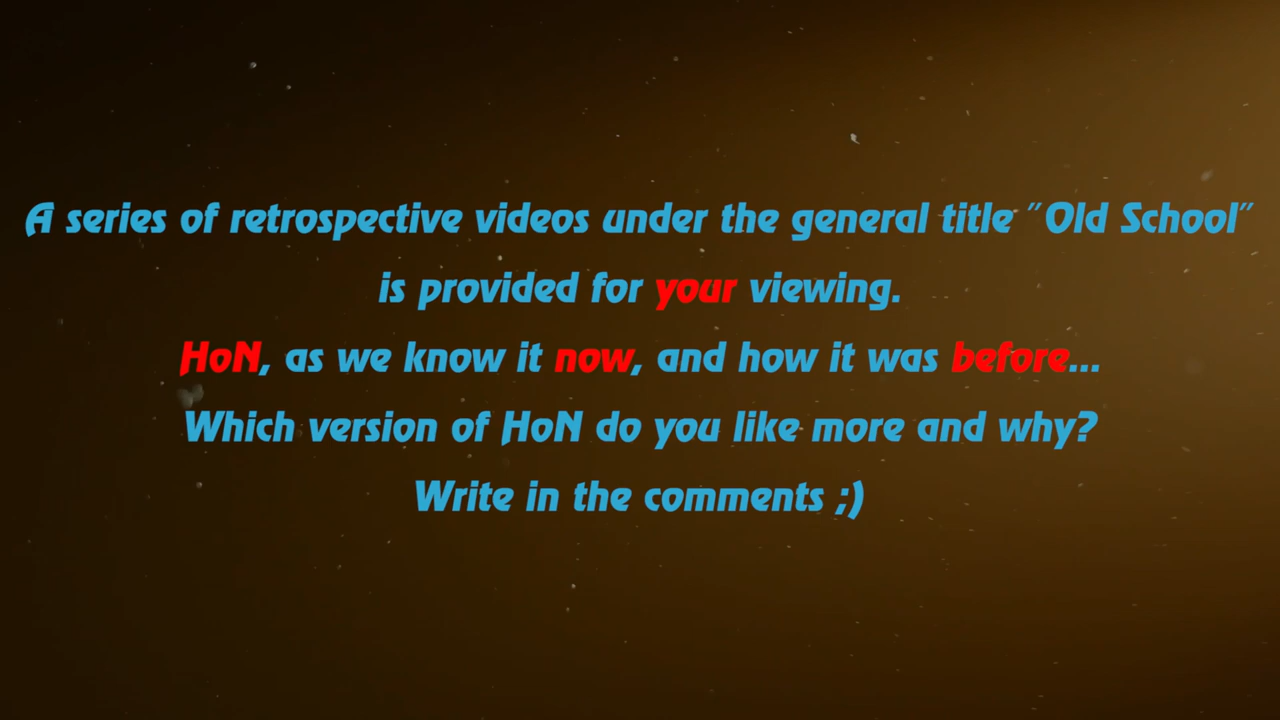 A series of retrospective videos under the general title "Old School"
is provided for your viewing.
HoN, as we know it now, and how it was before...
Which version of HoN do you like more and why?
Write in the comments ;)